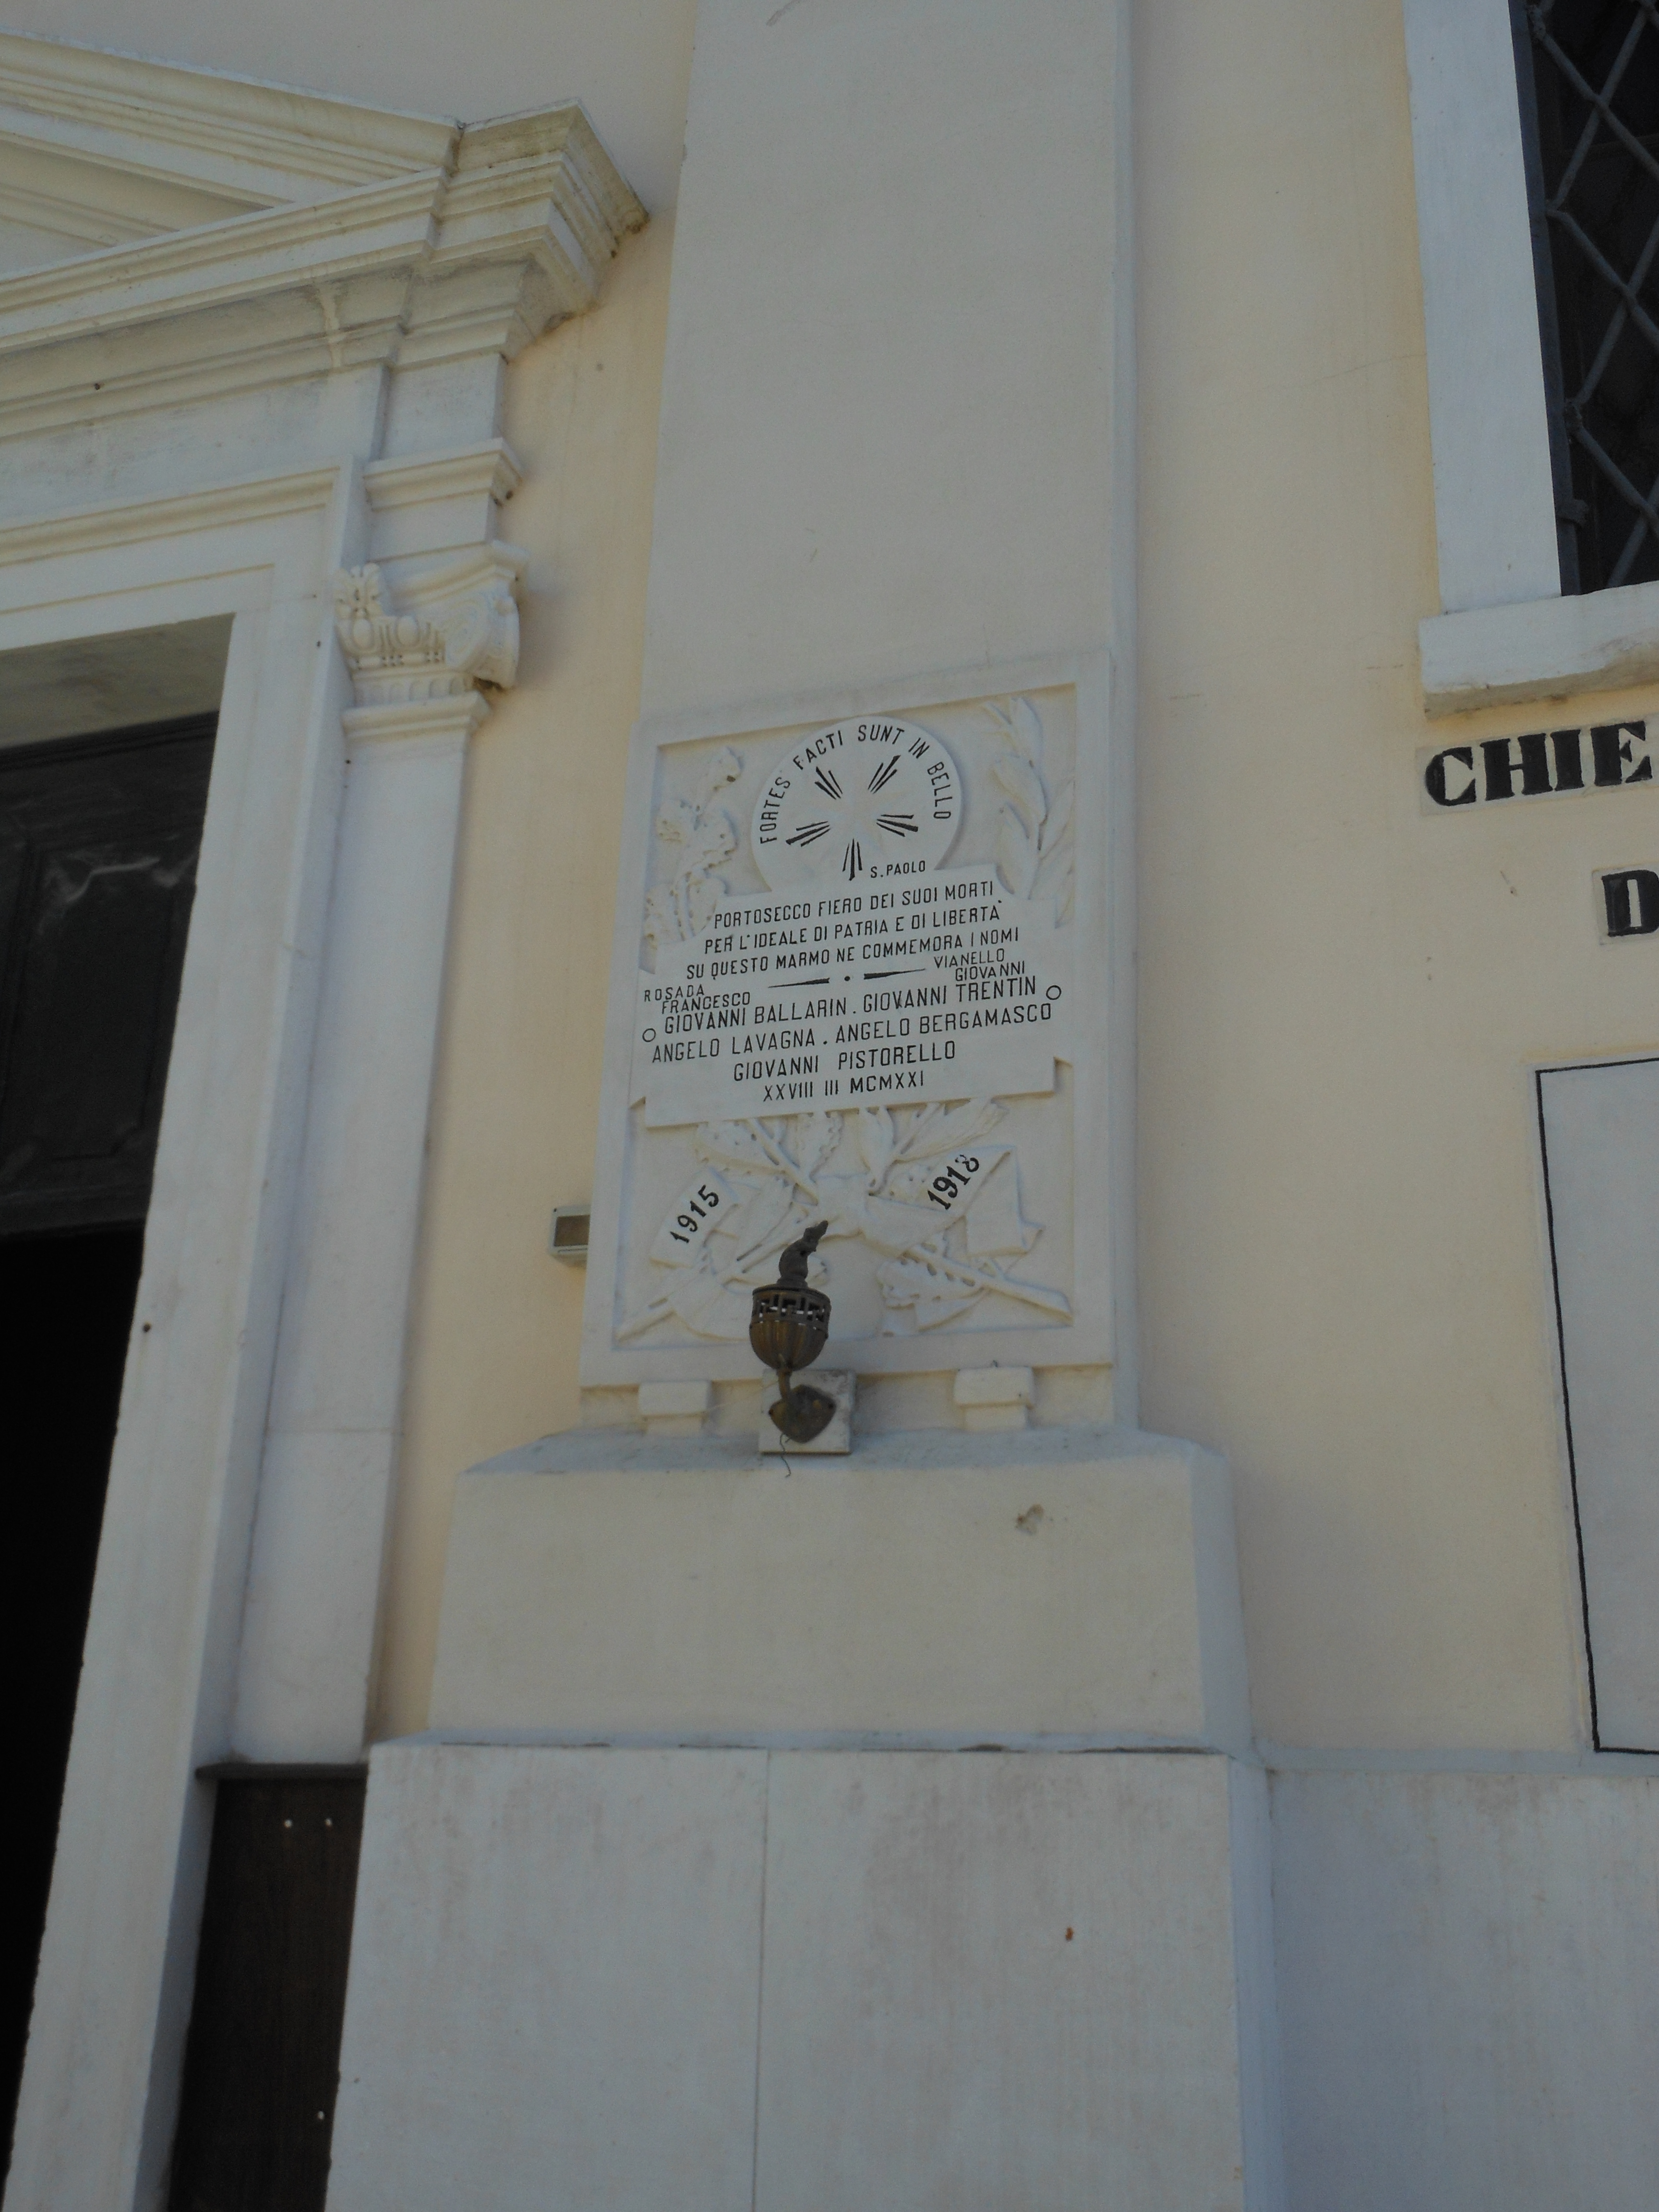 FORTES FACTI SUNT IN BELLO
S. PAOLO
PORTOSECCO FIERO DEI SUOI MORTI
PER L'IDEALE DI PATRIA E DI LIBERTÀ
SU QUESTO MARMO NE COMMEMORA I NOMI
ROSADA
FRANCESCO
VIANELLO
GIOVANNI
GIOVANNI BALLARIN. GIOVANNI TRENTIN
ANGELO LAVAGNA. ANGELO BERGAMASCO
GIOVANNI PISTORELLO
XXVIII III MCMXXI
1915
1918
CHIE
D